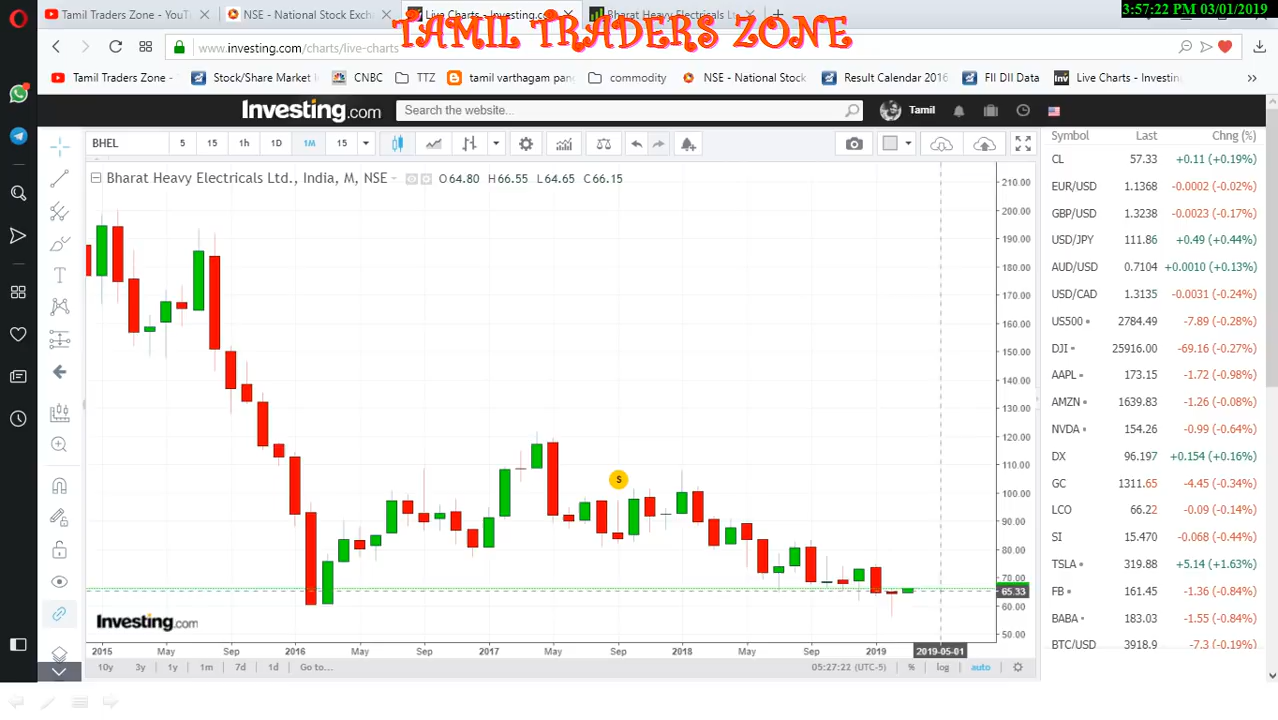 Tamil Traders Zone - YouT
NSE - National Stock Exch
Live Charts - Investing.co
Bharat Heavy Electricals Lt
3:57:22 PM 03/01/2019
TAMIL TRADERS ZONE
www.investing.com/charts/live-charts
Tamil Traders Zone -
Stock/Share Market
CNBC
TTZ
tamil varthagam pan
commodity
NSE - National Stock
Result Calendar 2016
FII DII Data
Inv
Live Charts - Investin
Investing.com
Search the website...
Tamil
BHEL 5 15 1h 1D 1M 15
Bharat Heavy Electricals Ltd., India, M, NSE O64.80 H66.55 L64.65 C66.15
Symbol Last Chng (%)
CL 57.33 +0.11 (+0.19%)
EUR/USD 1.1368 -0.0002 (-0.02%)
GBP/USD 1.3238 -0.0023 (-0.17%)
USD/JPY 111.86 +0.49 (+0.44%)
AUD/USD 0.7104 +0.0010 (+0.13%)
USD/CAD 1.3135 -0.0031 (-0.24%)
US500 2784.49 -7.89 (-0.28%)
DJI 25916.00 -69.16 (-0.27%)
AAPL 173.15 -1.72 (-0.98%)
AMZN 1639.83 -1.26 (-0.08%)
NVDA 154.26 -0.99 (-0.64%)
DX 96.197 +0.154 (+0.16%)
GC 1311.65 -4.45 (-0.34%)
LCO 66.22 -0.09 (-0.14%)
SI 15.470 -0.068 (-0.44%)
TSLA 319.88 +5.14 (+1.63%)
FB 161.45 -1.36 (-0.84%)
BABA 183.03 -1.55 (-0.84%)
BTC/USD 3918.9 -7.3 (-0.19%)
210.00
200.00
190.00
180.00
170.00
160.00
150.00
140.00
130.00
120.00
110.00
100.00
90.00
80.00
70.00
65.33
60.00
50.00
S
Investing.com
2015 May Sep 2016 May Sep 2017 May Sep 2018 May Sep 2019 2019-05-01
10y 3y 1y 1m 7d 1d Go to... 05:27:22 (UTC-5) % log auto